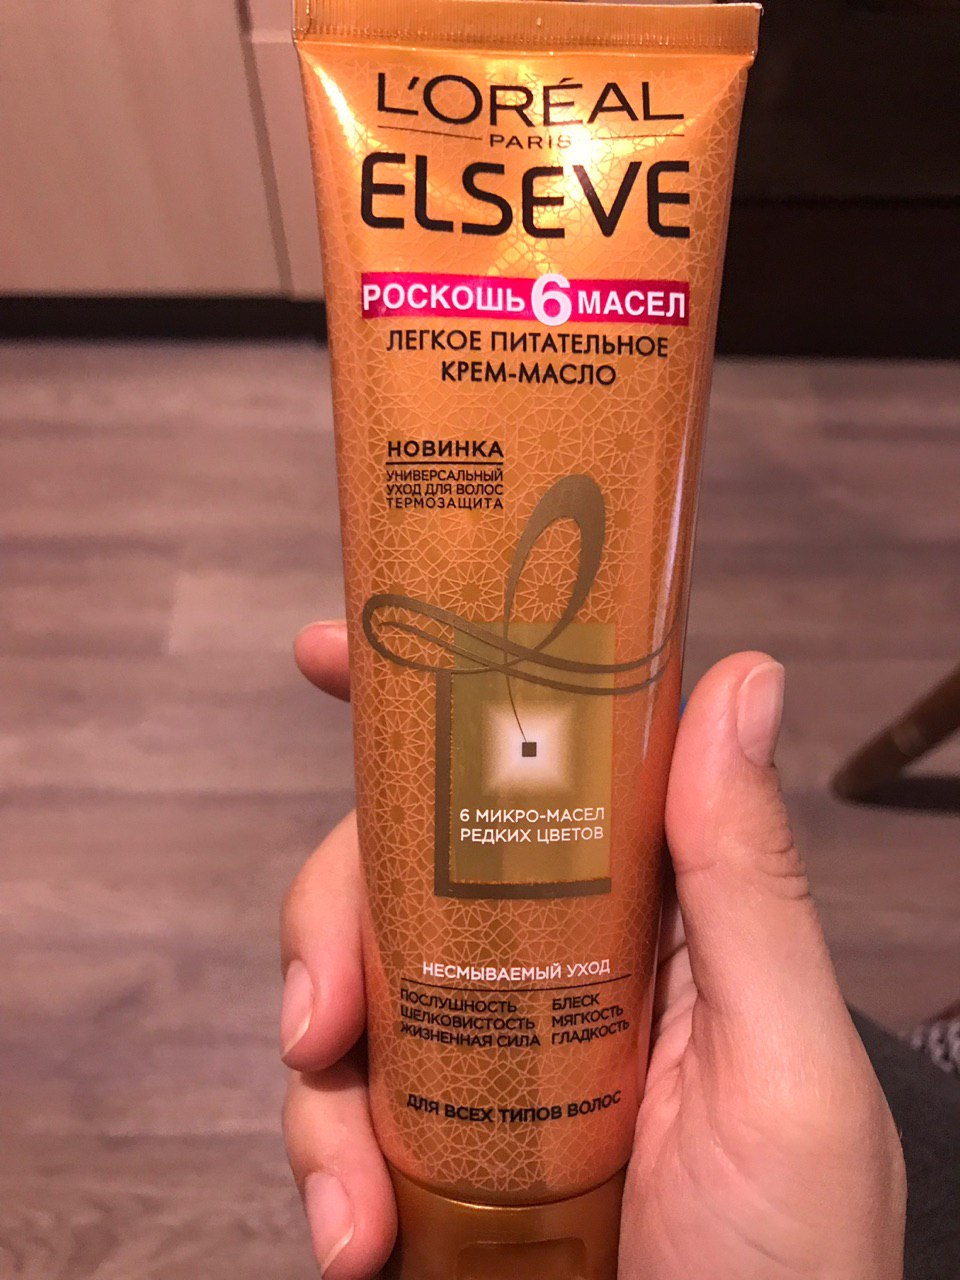 L'ORÉAL
PARIS
ELSEVE
РОСКОШЬ 6 МАСЕЛ
ЛЕГКОЕ ПИТАТЕЛЬНОЕ
КРЕМ-МАСЛО
НОВИНКА
УНИВЕРСАЛЬНЫЙ
УХОД ДЛЯ ВОЛОС
ТЕРМОЗАЩИТА
6 МИКРО-МАСЕЛ
РЕДКИХ ЦВЕТОВ
НЕСМЫВАЕМЫЙ УХОД
ПОСЛУШНОСТЬ
ШЕЛКОВИСТОСТЬ
ЖИЗНЕННАЯ СИЛА
БЛЕСК
МЯГКОСТЬ
ГЛАДКОСТЬ
ДЛЯ ВСЕХ ТИПОВ ВОЛОС